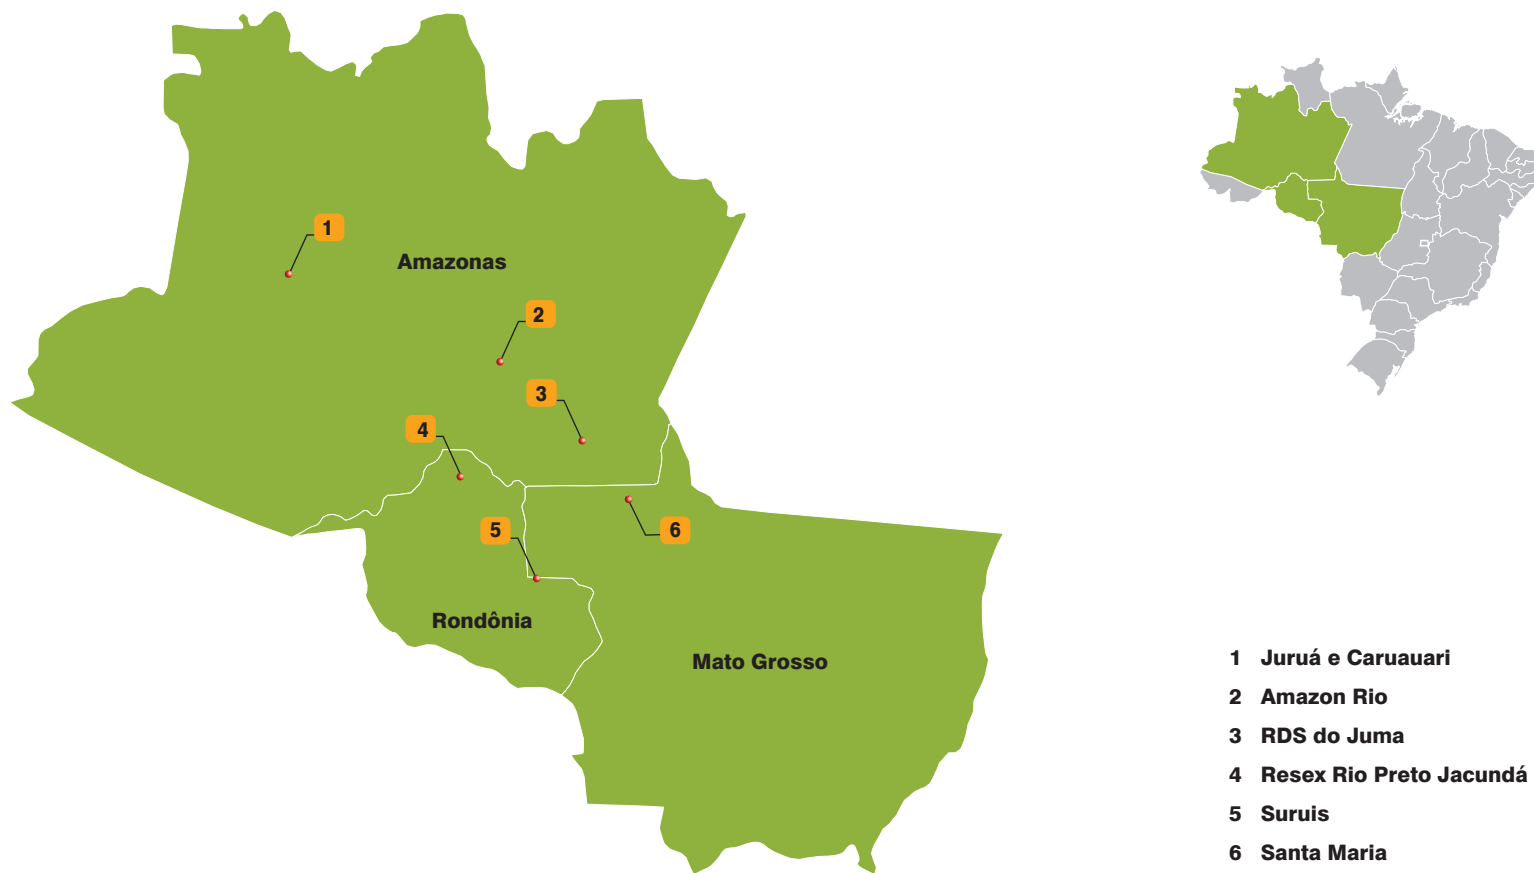 1
Amazonas
2
3
4
5
6
Rondônia
Mato Grosso
1 Juruá e Caruauari
2 Amazon Rio
3 RDS do Juma
4 Resex Rio Preto Jacundá
5 Suruis
6 Santa Maria